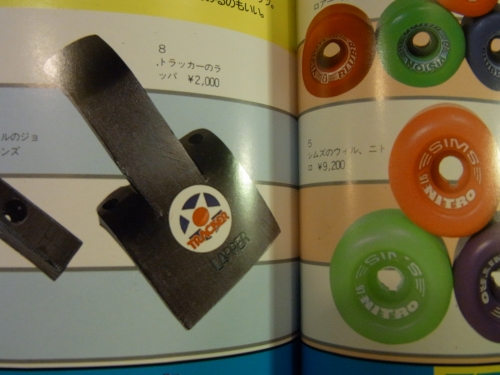 るのもいい。
8
.トラッカーのラ
ッパ ¥2,000
ルのジョ
ンズ
TRACKER
LAPPER
5
シムズのウィル、ニト
ロ ¥9,200
SIMS
NITRO
SIMS
NITRO